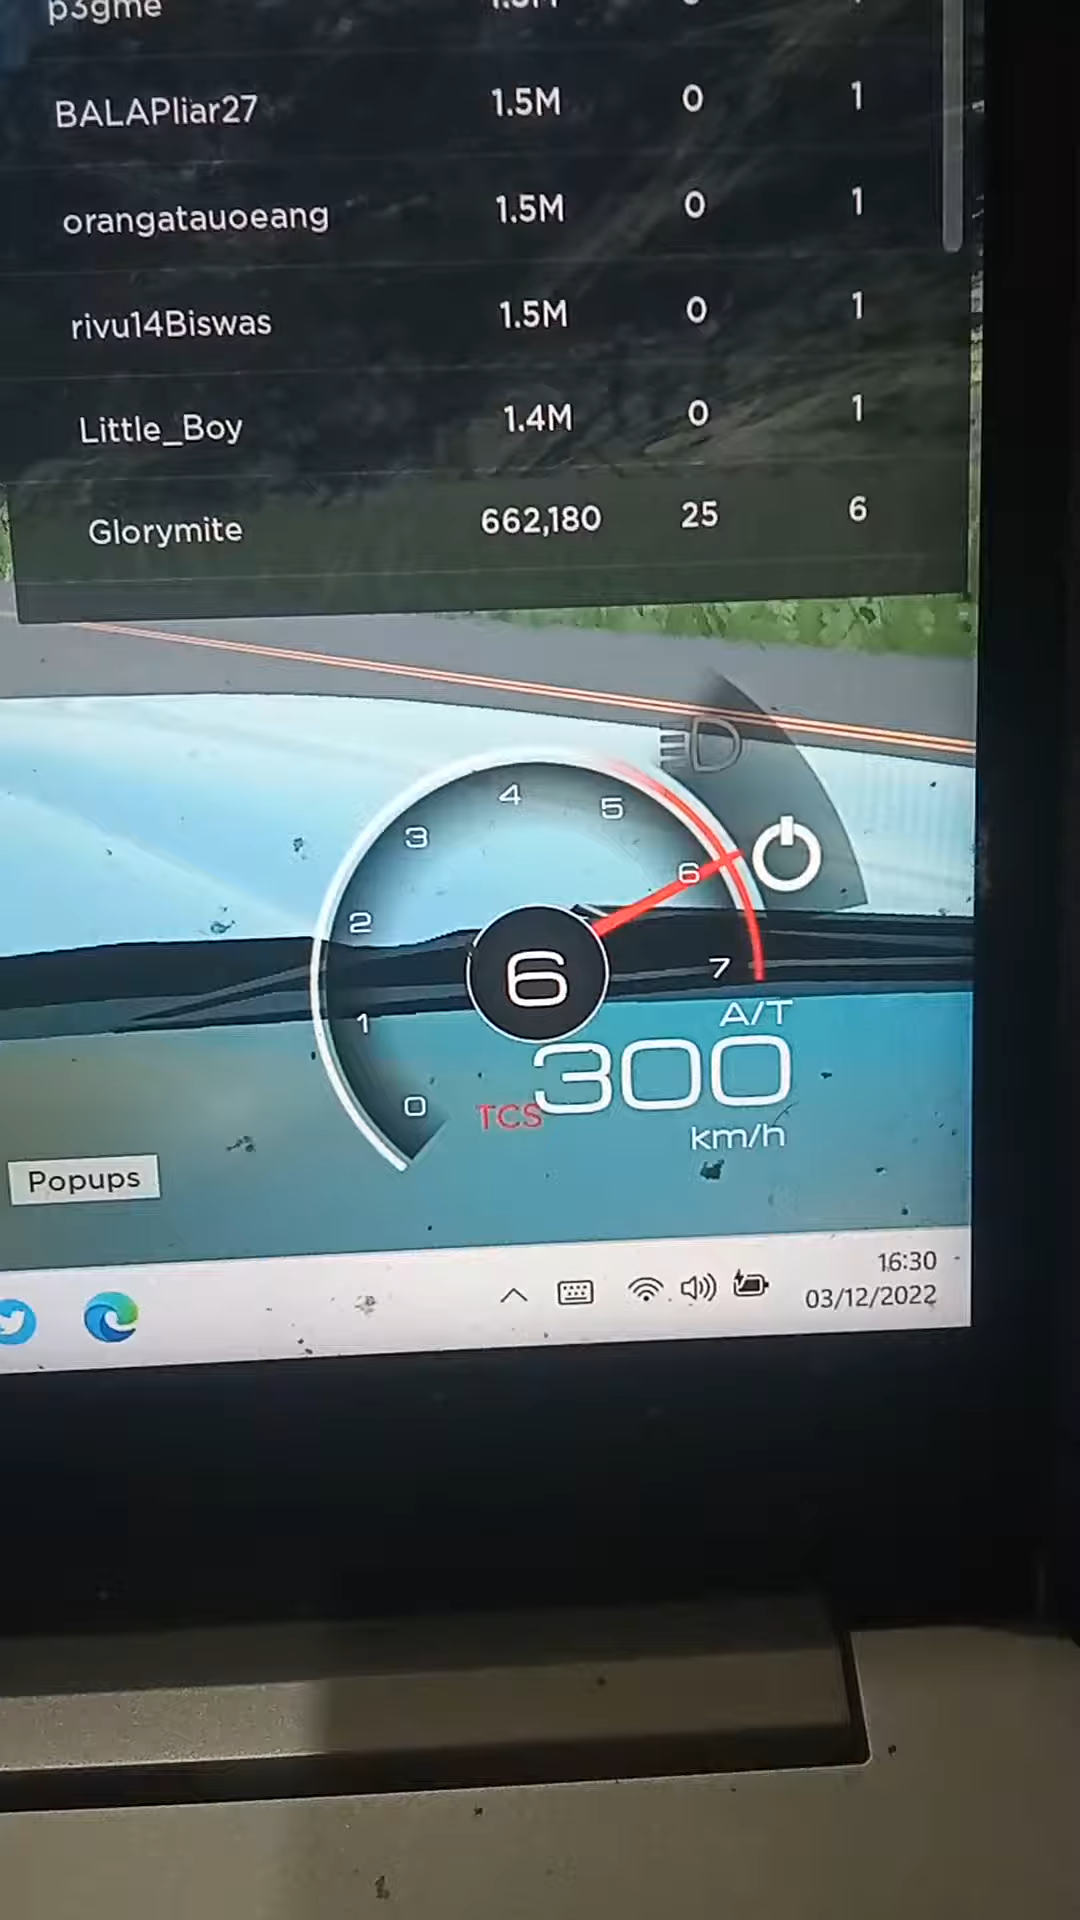 p3gme
BALAPliar27 1.5M 0 1
orangatauoeang 1.5M 0 1
rivu14Biswas 1.5M 0 1
Little_Boy 1.4M 0 1
Glorymite 662,180 25 6
4
5
3
6
2
6
7
1
A/T
300
0
TCS
km/h
Popups
16:30
03/12/2022